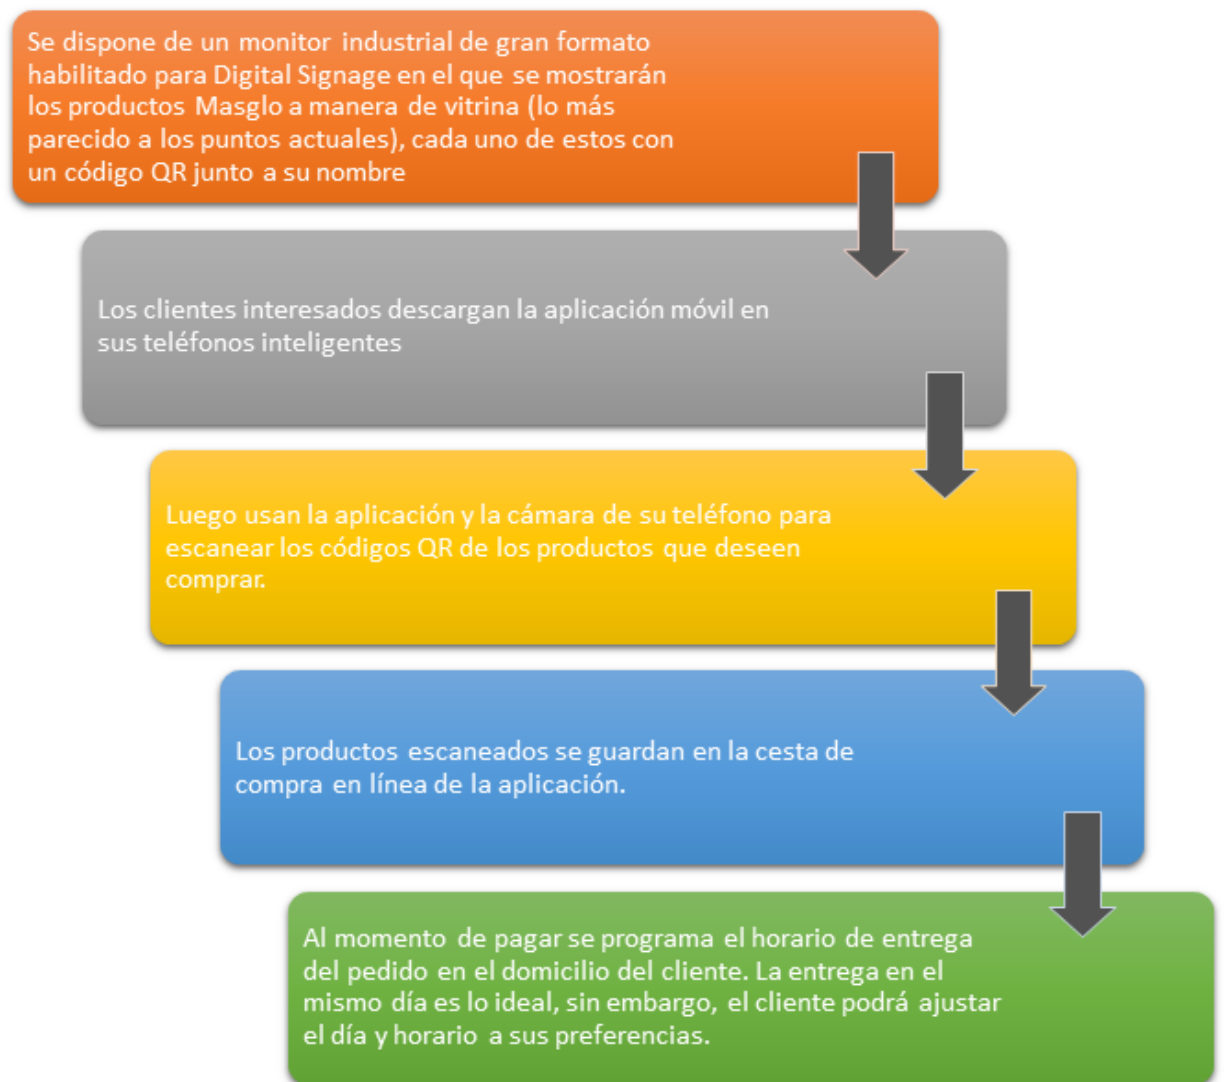 Se dispone de un monitor industrial de gran formato
habilitado para Digital Signage en el que se mostrarán
los productos Masglo a manera de vitrina (lo más
parecido a los puntos actuales), cada uno de estos con
un código QR junto a su nombre
Los clientes interesados descargan la aplicación móvil en
sus teléfonos inteligentes
Luego usan la aplicación y la cámara de su teléfono para
escanear los códigos QR de los productos que deseen
comprar.
Los productos escaneados se guardan en la cesta de
compra en línea de la aplicación.
Al momento de pagar se programa el horario de entrega
del pedido en el domicilio del cliente. La entrega en el
mismo día es lo ideal, sin embargo, el cliente podrá ajustar
el día y horario a sus preferencias.